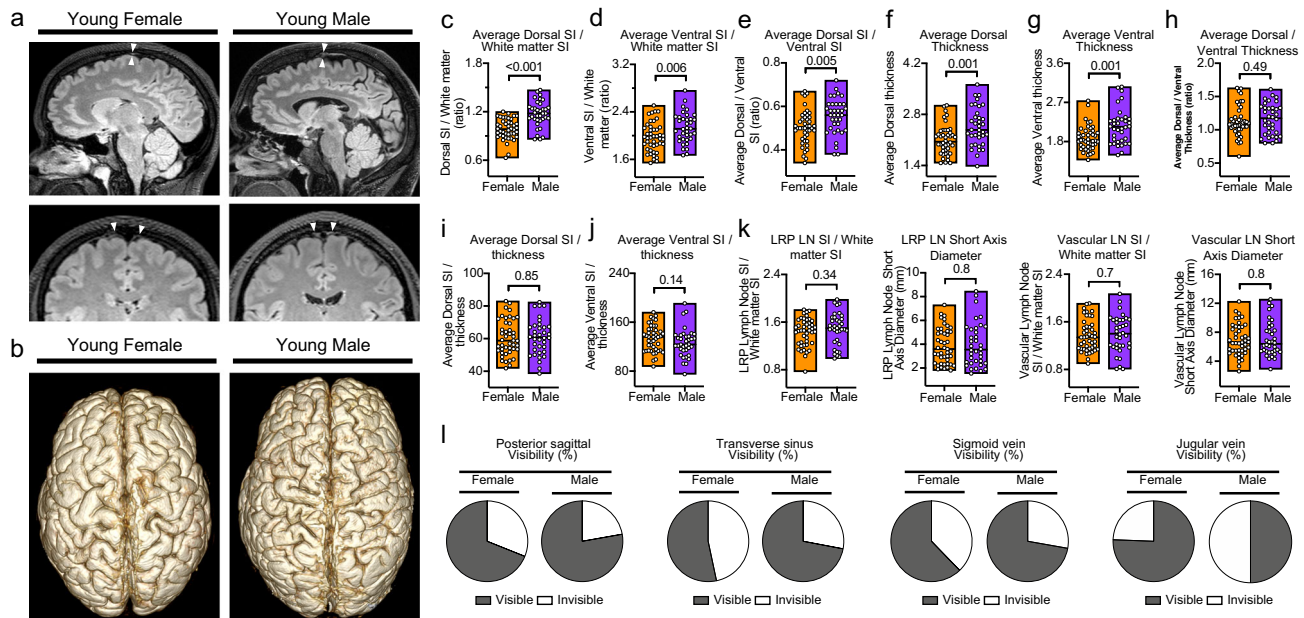 a
Young Female
Young Male
b
Young Female
Young Male
c
Average Dorsal SI /
White matter SI
Dorsal SI / White matter
(ratio)
<0.001
1.8
1.2
0.6
Female
Male
d
Average Ventral SI /
White matter SI
Ventral SI / White
matter (ratio)
0.006
3.2
2.4
1.6
Female
Male
e
Average Dorsal SI /
Ventral SI
Average Dorsal / Ventral
SI (ratio)
0.005
0.8
0.6
0.4
Female
Male
f
Average Dorsal
Thickness
Average Dorsal thickness
0.001
4.2
2.8
1.4
Female
Male
g
Average Ventral
Thickness
Average Ventral thickness
0.001
3.6
2.7
1.8
Female
Male
h
Average Dorsal /
Ventral Thickness
Average Dorsal / Ventral
Thickness (ratio)
0.49
2.0
1.5
1.0
0.5
Female
Male
i
Average Dorsal SI /
thickness
Average Dorsal SI /
thickness
0.85
100
80
60
40
Female
Male
j
Average Ventral SI /
thickness
Average Ventral SI /
thickness
0.14
240
160
80
Female
Male
k
LRP LN SI / White
matter SI
LRP Lymph Node SI /
White matter SI
0.34
2.4
1.6
0.8
Female
Male
LRP LN Short Axis
Diameter
LRP Lymph Node Short
Axis Diameter (mm)
0.8
10
8
6
4
2
Female
Male
Vascular LN SI /
White matter SI
Vascular Lymph Node
SI / White matter SI
0.7
2.4
1.6
0.8
Female
Male
Vascular LN Short
Axis Diameter
Vascular Lymph Node
Short Axis Diameter (mm)
0.8
16
12
8
4
Female
Male
l
Posterior sagittal
Visibility (%)
Female
Male
Visible
Invisible
Transverse sinus
Visibility (%)
Female
Male
Visible
Invisible
Sigmoid vein
Visibility (%)
Female
Male
Visible
Invisible
Jugular vein
Visibility (%)
Female
Male
Visible
Invisible